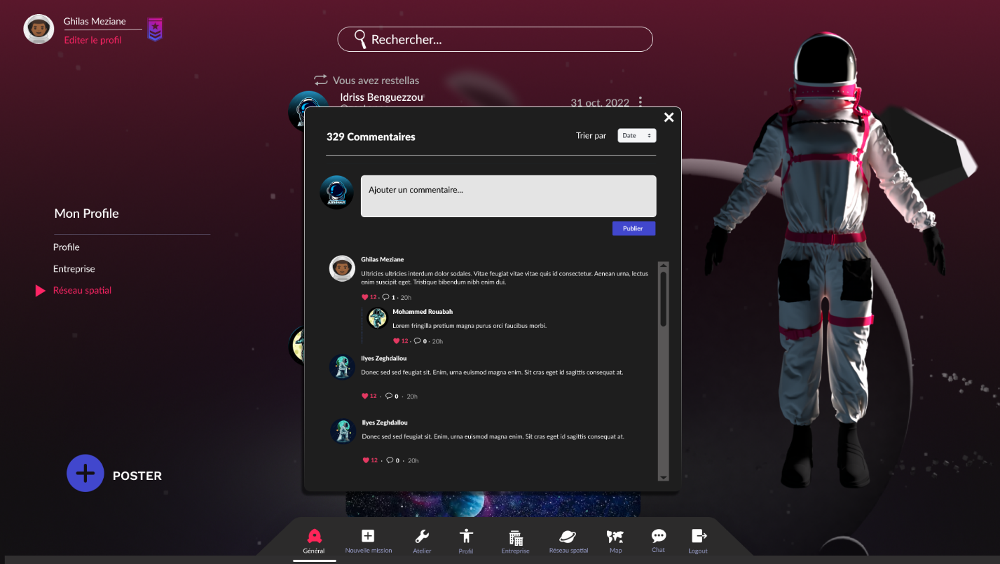 Ghilas Meziane
Editer le profil
Rechercher...
Vous avez restellas
Idriss Benguezzou
31 oct. 2022
329 Commentaires
Trier par
Date
Ajouter un commentaire...
Publier
Mon Profile
Profile
Entreprise
Réseau spatial
Ghilas Meziane
Ultricies ultricies interdum dolor sodales. Vitae feugiat vitae vitae quis id consectetur. Aenean urna, lectus
enim suscipit eget. Tristique bibendum nibh enim dui.
12 · 1 · 20h
Mohammed Rouabah
Lorem fringilla pretium magna purus orci faucibus morbi.
12 · 0 · 20h
Ilyes Zeghdallou
Donec sed sed feugiat sit. Enim, urna euismod magna enim. Sit cras eget id sagittis consequat at.
12 · 0 · 20h
Ilyes Zeghdallou
Donec sed sed feugiat sit. Enim, urna euismod magna enim. Sit cras eget id sagittis consequat at.
12 · 0 · 20h
POSTER
Général
Nouvelle mission
Atelier
Profil
Entreprise
Réseau spatial
Map
Chat
Logout